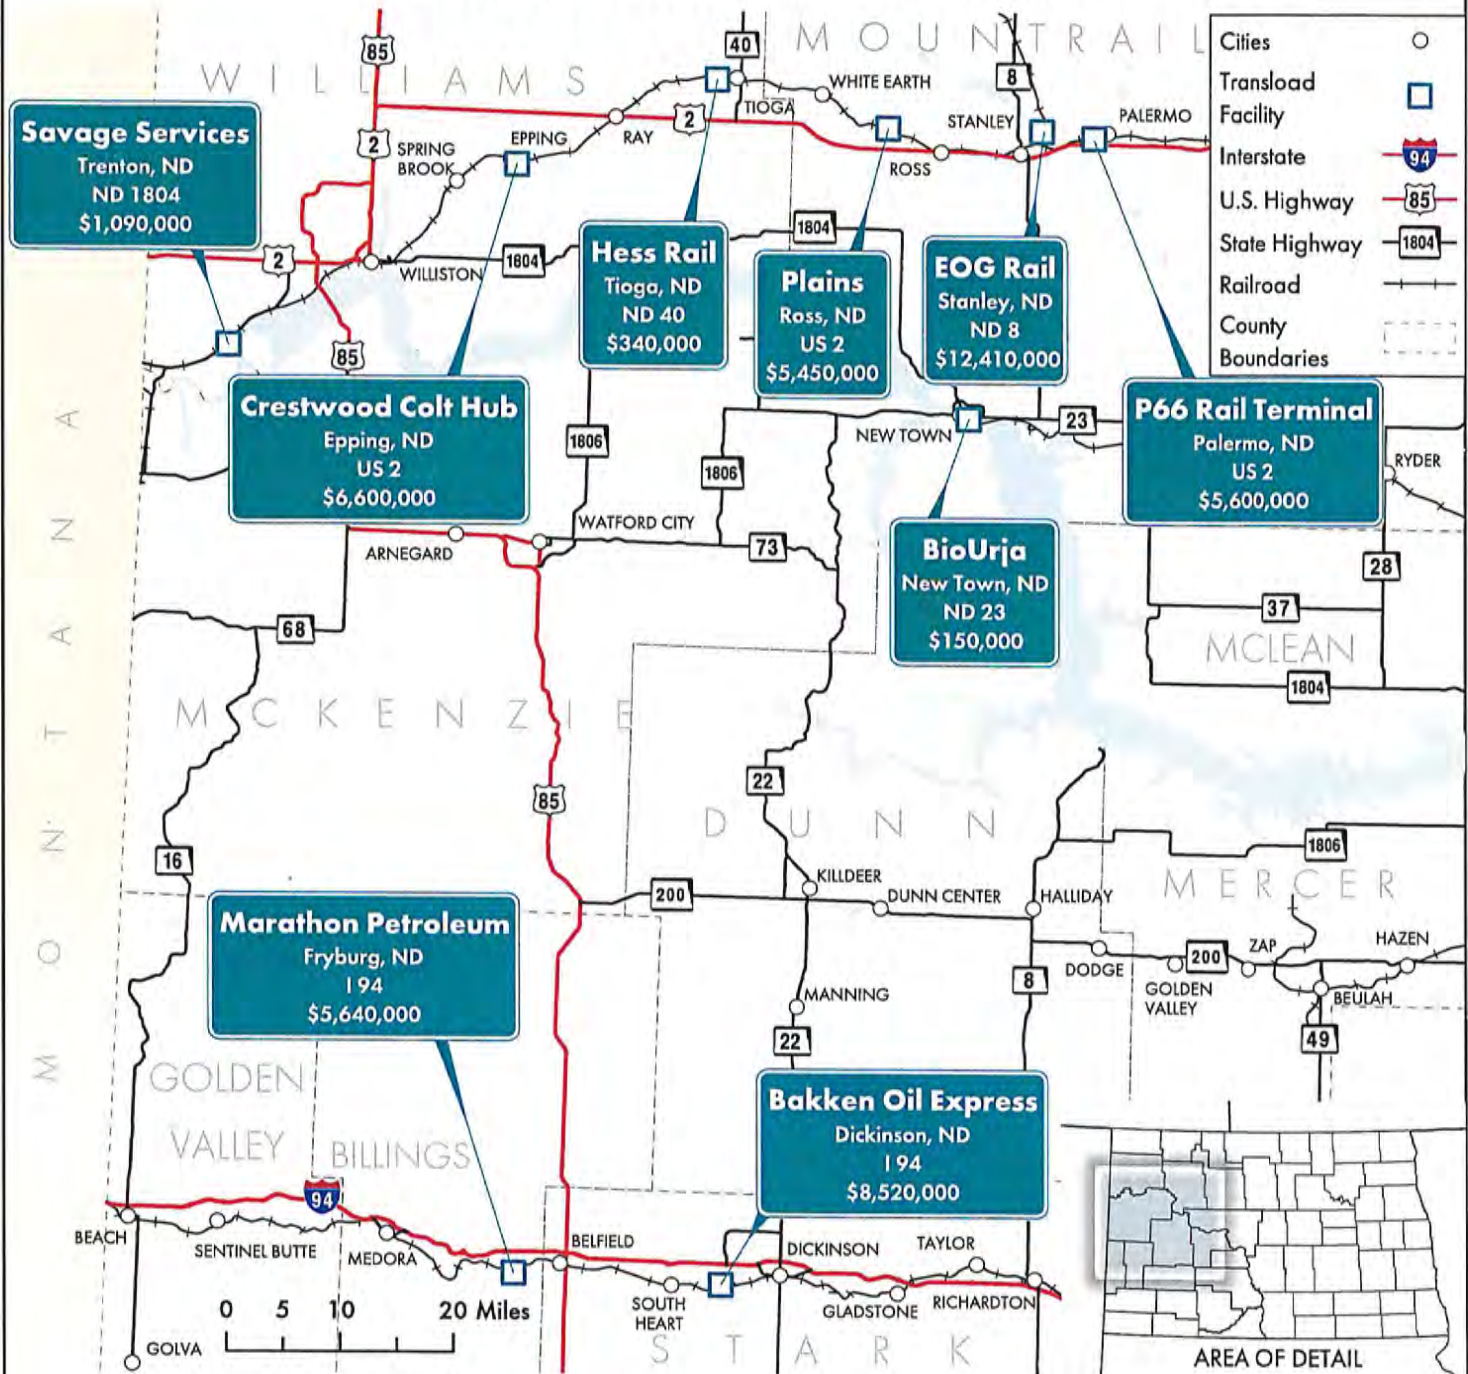 85
40
MOUNTRAIL
8
WILLIAMS
Cities
Transload
Facility
Interstate
94
U.S. Highway
85
State Highway
1804
Railroad
County
Boundaries
WHITE EARTH
TIOGA
2
RAY
EPPING
SPRING
BROOK
2
STANLEY
PALERMO
ROSS
Savage Services
Trenton, ND
ND 1804
$1,090,000
2
WILLISTON
1804
1804
85
Hess Rail
Tioga, ND
ND 40
$340,000
Plains
Ross, ND
US 2
$5,450,000
EOG Rail
Stanley, ND
ND 8
$12,410,000
Crestwood Colt Hub
Epping, ND
US 2
$6,600,000
P66 Rail Terminal
Palermo, ND
US 2
$5,600,000
1806
1806
NEW TOWN
23
RYDER
BioUrja
New Town, ND
ND 23
$150,000
ARNEGARD
WATFORD CITY
73
28
37
MCLEAN
1804
68
MONTANA
MCKENZIE
85
22
DUNN
16
1806
MERCER
KILLDEER
200
DUNN CENTER
HALLIDAY
DODGE
GOLDEN
VALLEY
200
ZAP
HAZEN
BEULAH
49
8
MANNING
22
Marathon Petroleum
Fryburg, ND
I 94
$5,640,000
GOLDEN
VALLEY
BILLINGS
Bakken Oil Express
Dickinson, ND
I 94
$8,520,000
94
BEACH
SENTINEL BUTTE
MEDORA
BELFIELD
SOUTH
HEART
DICKINSON
GLADSTONE
TAYLOR
RICHARDTON
0 5 10 20 Miles
GOLVA
STARK
AREA OF DETAIL